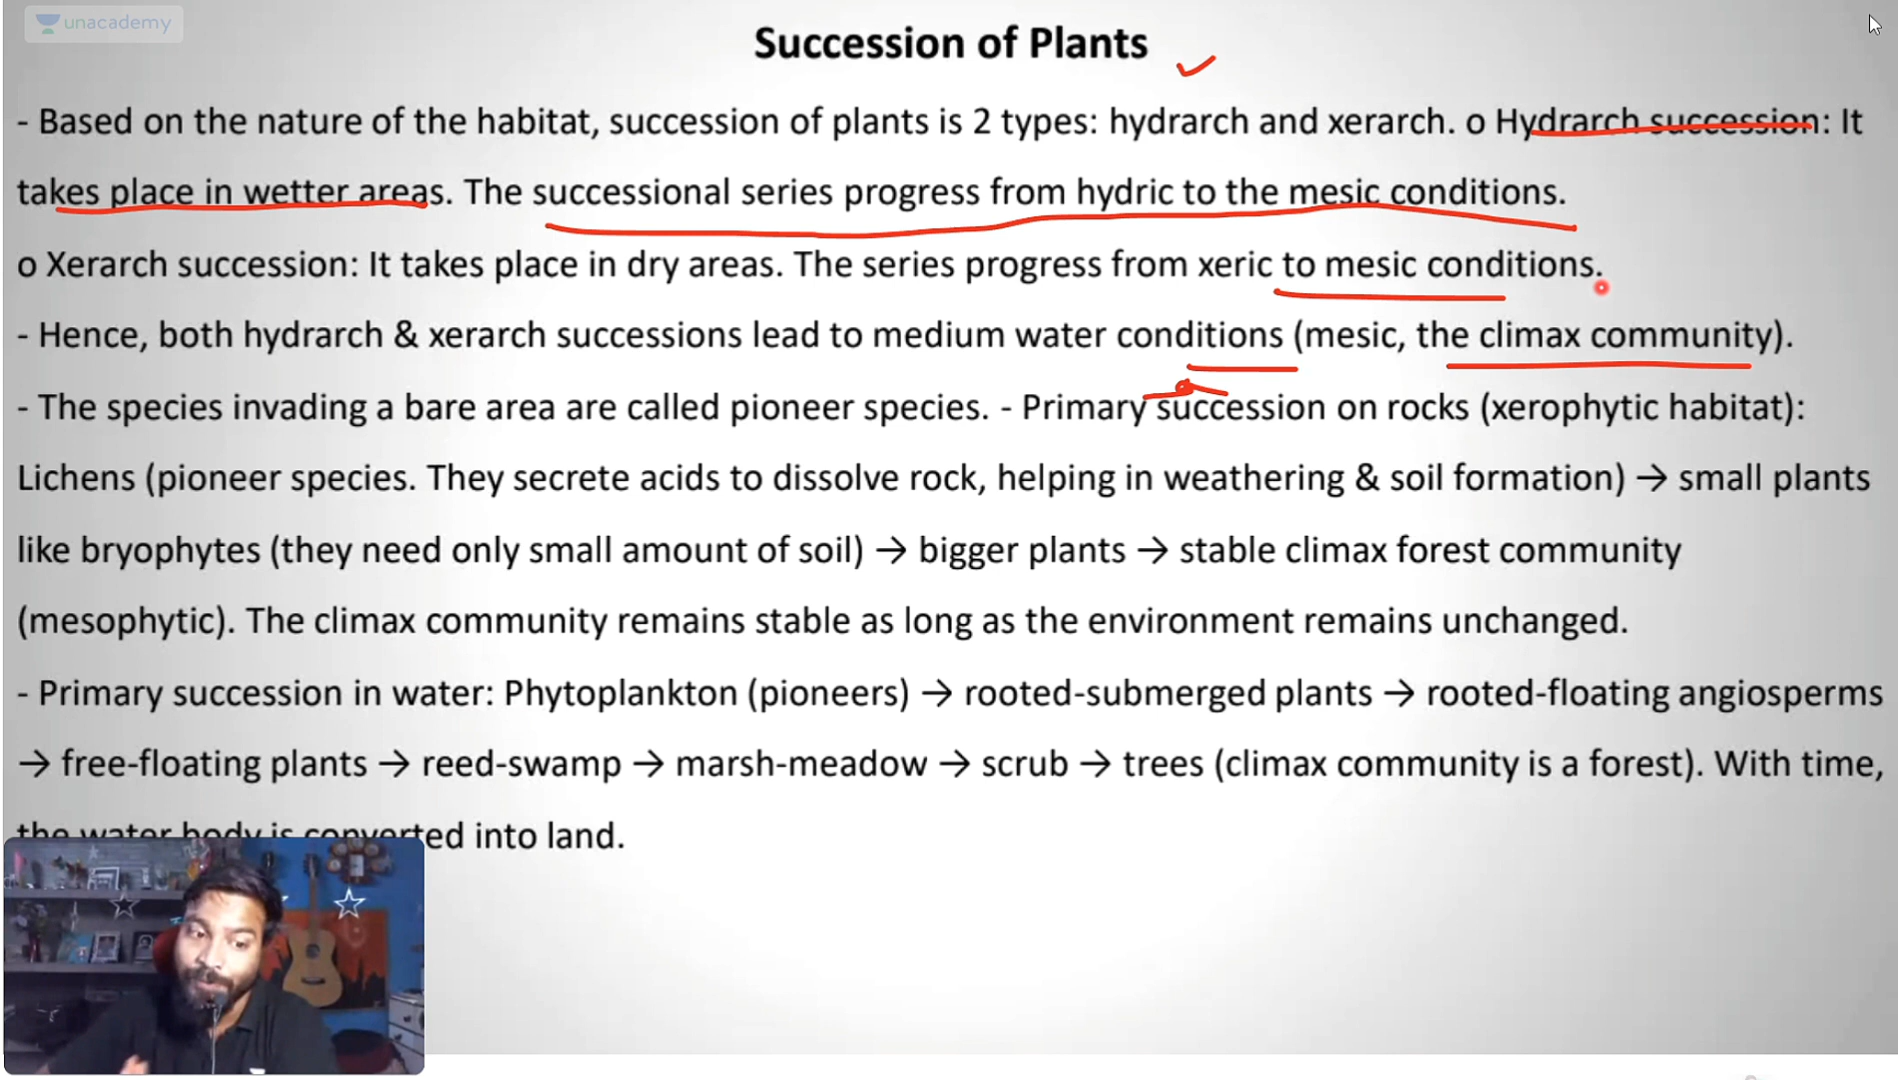 unacademy
Succession of Plants
- Based on the nature of the habitat, succession of plants is 2 types: hydrarch and xerarch. o Hydrarch succession: It
takes place in wetter areas. The successional series progress from hydric to the mesic conditions.
o Xerarch succession: It takes place in dry areas. The series progress from xeric to mesic conditions.
- Hence, both hydrarch & xerarch successions lead to medium water conditions (mesic, the climax community).
- The species invading a bare area are called pioneer species. - Primary succession on rocks (xerophytic habitat):
Lichens (pioneer species. They secrete acids to dissolve rock, helping in weathering & soil formation) → small plants
like bryophytes (they need only small amount of soil) → bigger plants → stable climax forest community
(mesophytic). The climax community remains stable as long as the environment remains unchanged.
- Primary succession in water: Phytoplankton (pioneers) → rooted-submerged plants → rooted-floating angiosperms
→ free-floating plants → reed-swamp → marsh-meadow → scrub → trees (climax community is a forest). With time,
the water body is converted into land.